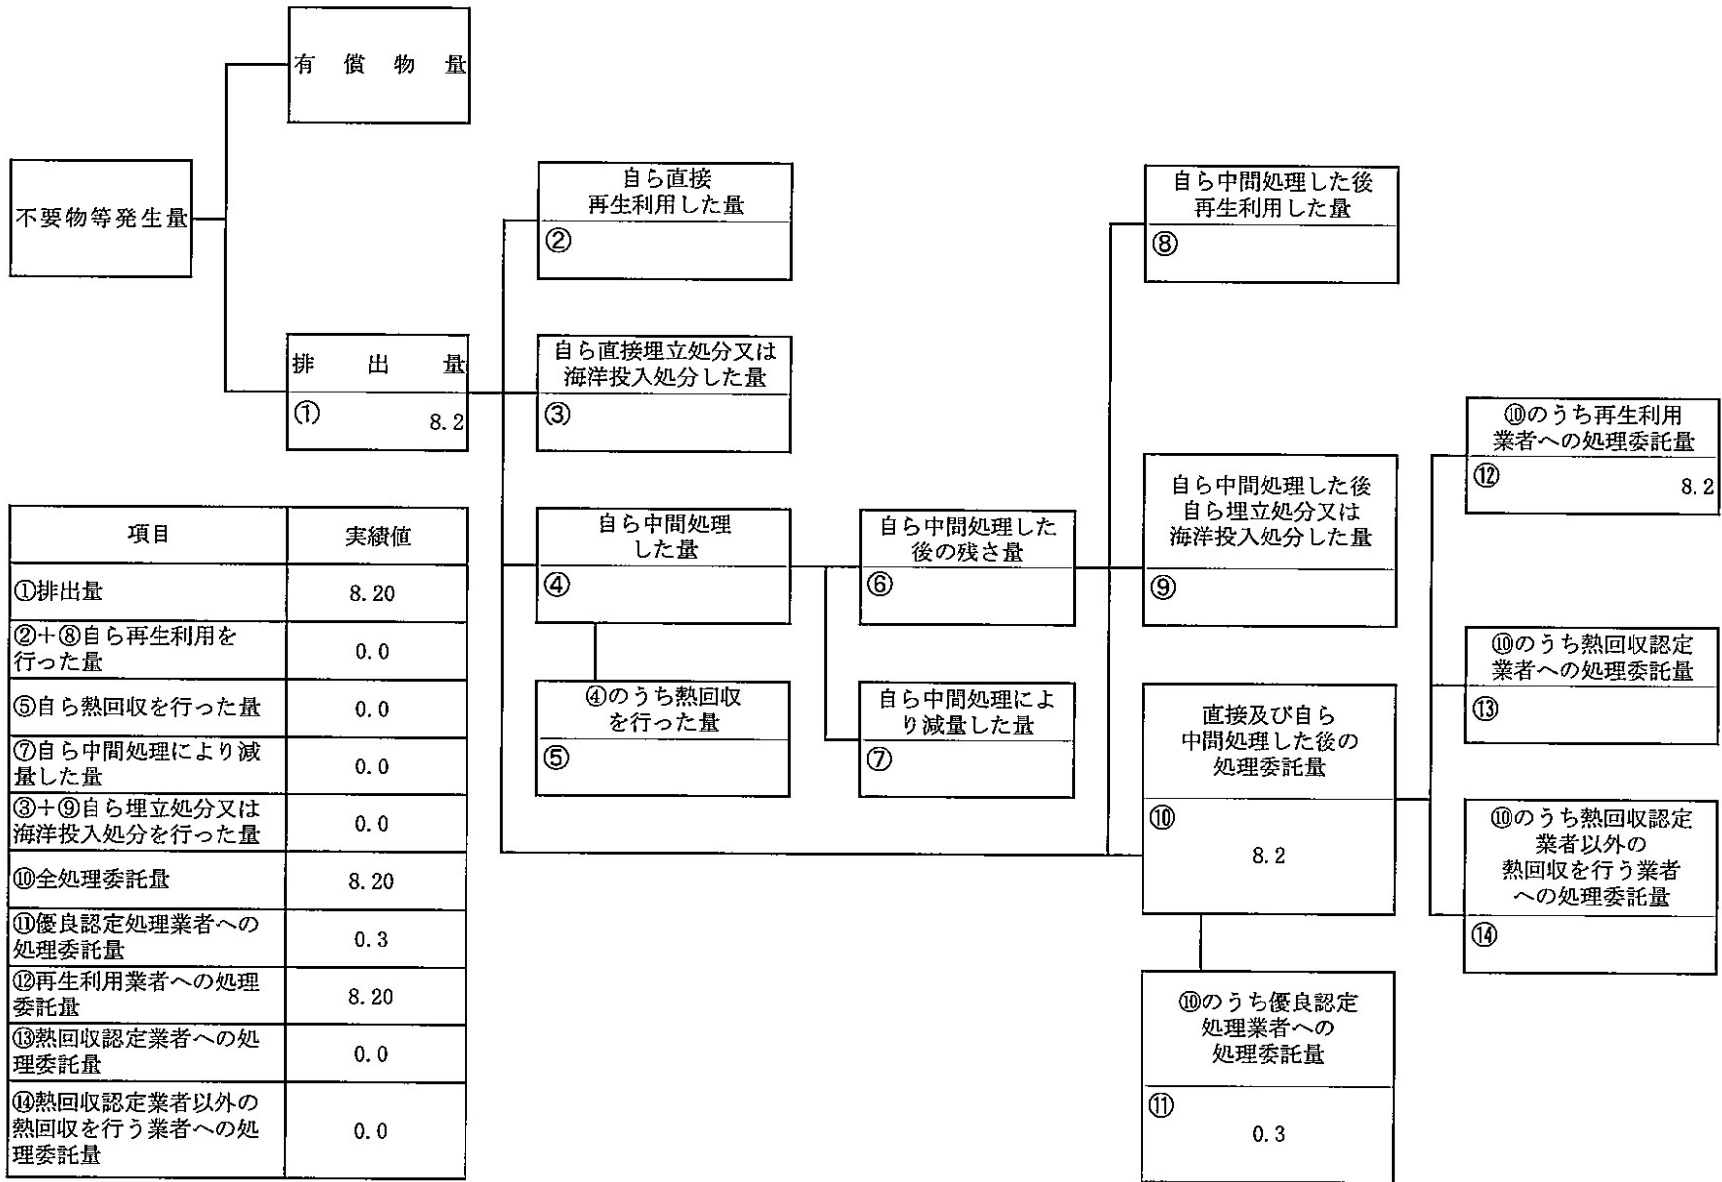 有償物量
不要物等発生量
排出量
①
8.2
自ら直接
再生利用した量
②
自ら直接埋立処分又は
海洋投入処分した量
③
自ら中間処理
した量
④
④のうち熱回収
を行った量
⑤
自ら中間処理した
後の残さ量
⑥
自ら中間処理によ
り減量した量
⑦
自ら中間処理した後
再生利用した量
⑧
自ら中間処理した後
自ら埋立処分又は
海洋投入処分した量
⑨
直接及び自ら
中間処理した後の
処理委託量
⑩
8.2
⑩のうち優良認定
処理業者への
処理委託量
⑪
0.3
⑩のうち再生利用
業者への処理委託量
⑫
8.2
⑩のうち熱回収認定
業者への処理委託量
⑬
⑩のうち熱回収認定
業者以外の
熱回収を行う業者
への処理委託量
⑭
項目 実績値
①排出量 8.20
②+⑧自ら再生利用を
行った量 0.0
⑤自ら熱回収を行った量 0.0
⑦自ら中間処理により減
量した量 0.0
③+⑨自ら埋立処分又は
海洋投入処分を行った量 0.0
⑩全処理委託量 8.20
⑪優良認定処理業者への
処理委託量 0.3
⑫再生利用業者への処理
委託量 8.20
⑬熱回収認定業者への処
理委託量 0.0
⑭熱回収認定業者以外の
熱回収を行う業者への処
理委託量 0.0